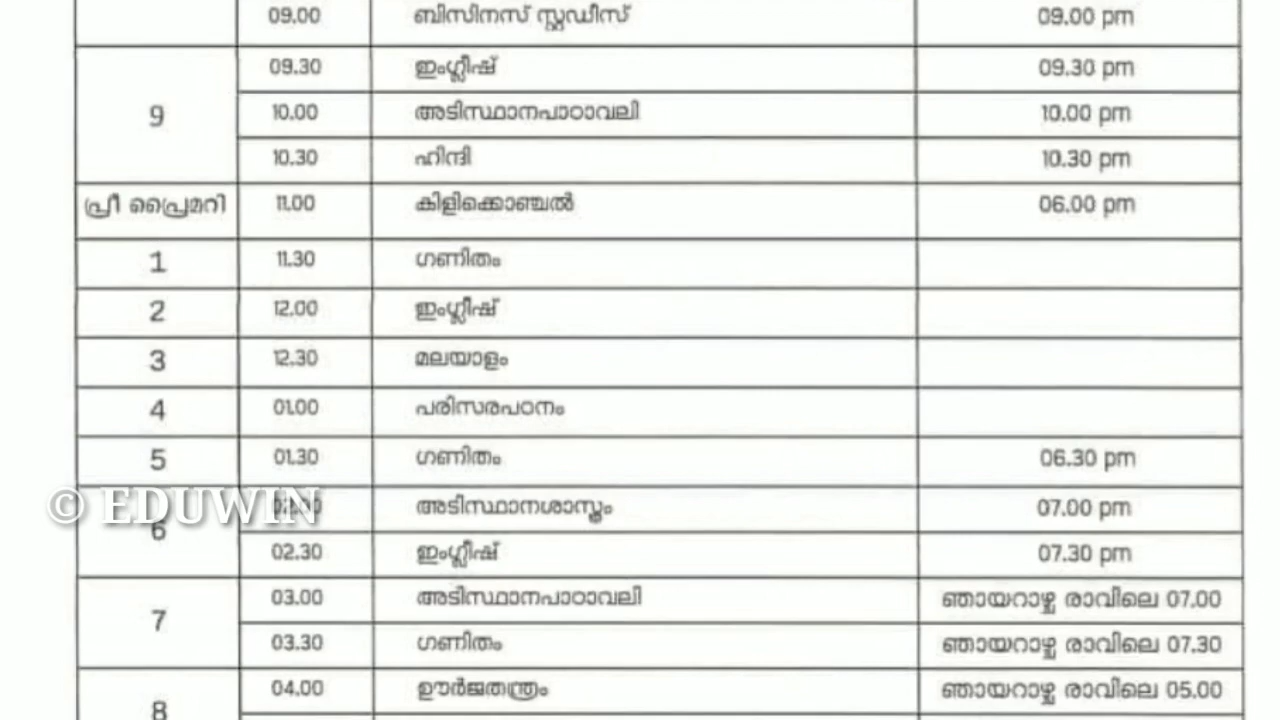 09.00 ബിസിനസ് സ്റ്റഡീസ് 09.00 pm
09.30 ഇംഗ്ലീഷ് 09.30 pm
9 10.00 അടിസ്ഥാനപാഠാവലി 10.00 pm
10.30 ഹിന്ദി 10.30 pm
പ്രീ പ്രൈമറി 11.00 കിളിക്കൊഞ്ചൽ 06.00 pm
1 11.30 ഗണിതം
2 12.00 ഇംഗ്ലീഷ്
3 12.30 മലയാളം
4 01.00 പരിസരപഠനം
5 01.30 ഗണിതം 06.30 pm
© EDUWIN
6 02.00 അടിസ്ഥാനശാസ്ത്രം 07.00 pm
02.30 ഇംഗ്ലീഷ് 07.30 pm
7 03.00 അടിസ്ഥാനപാഠാവലി ഞായറാഴ്ച രാവിലെ 07.00
03.30 ഗണിതം ഞായറാഴ്ച രാവിലെ 07.30
8 04.00 ഊർജതന്ത്രം ഞായറാഴ്ച രാവിലെ 05.00